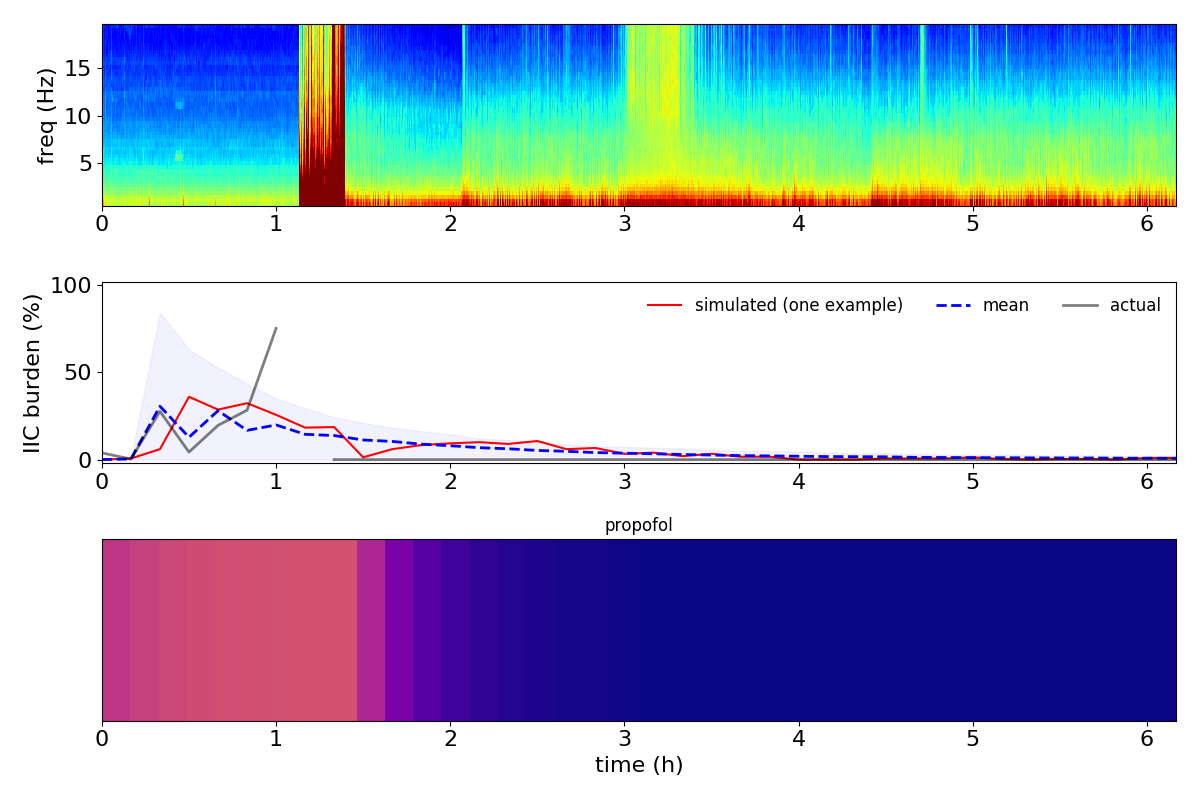 freq (Hz)
15
10
5
0 1 2 3 4 5 6
IIC burden (%)
100
50
0
simulated (one example) mean actual
0 1 2 3 4 5 6
propofol
0 1 2 3 4 5 6
time (h)